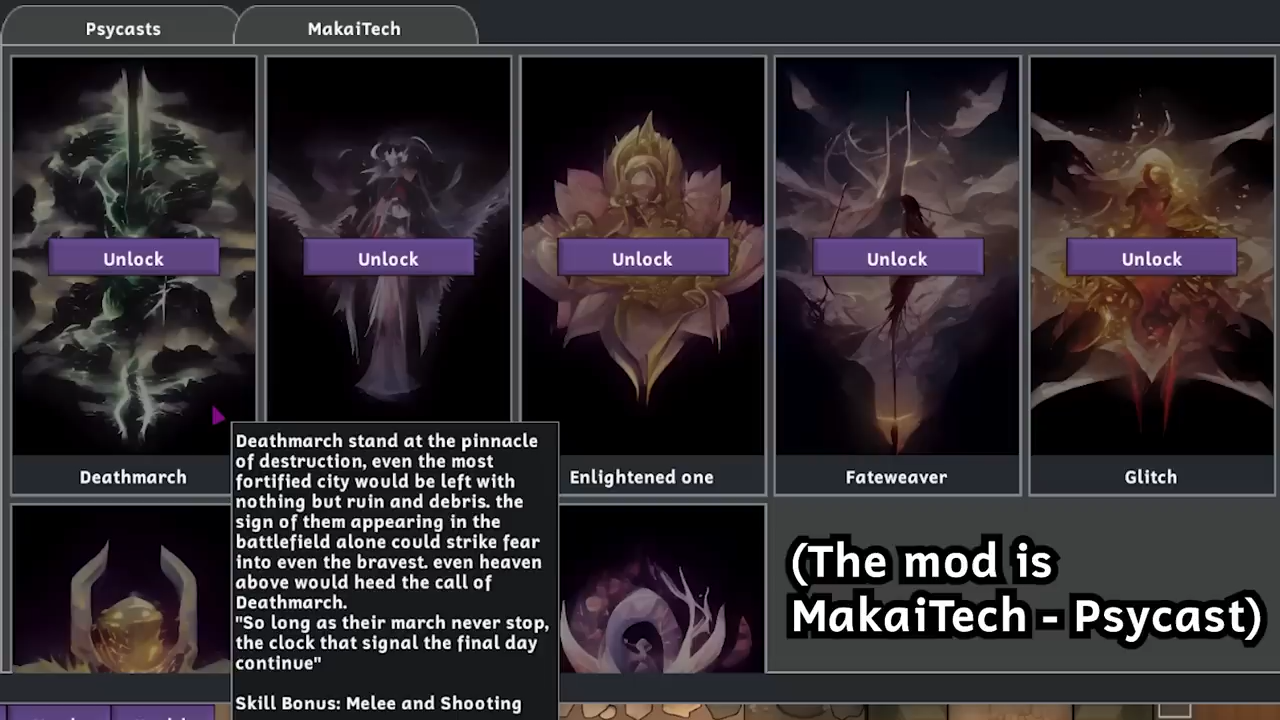 Psycasts
MakaiTech
Unlock
Unlock
Unlock
Unlock
Unlock
Deathmarch
Enlightened one
Fateweaver
Glitch
Deathmarch stand at the pinnacle
of destruction, even the most
fortified city would be left with
nothing but ruin and debris. the
sign of them appearing in the
battlefield alone could strike fear
into even the bravest. even heaven
above would heed the call of
Deathmarch.
"So long as their march never stop,
the clock that signal the final day
continue"
Skill Bonus: Melee and Shooting
(The mod is
MakaiTech - Psycast)